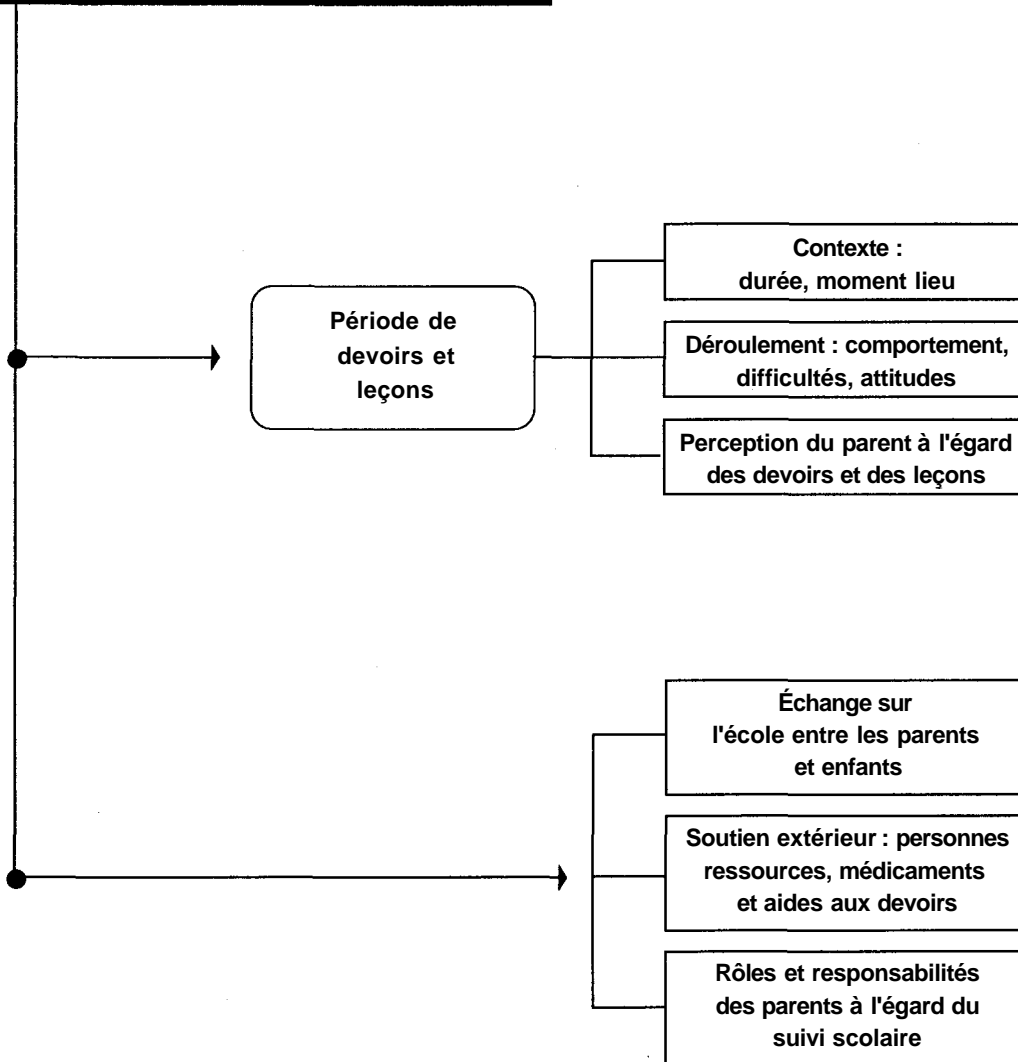 Période de
devoirs et
leçons
Contexte :
durée, moment lieu
Déroulement : comportement,
difficultés, attitudes
Perception du parent à l'égard
des devoirs et des leçons
Échange sur
l'école entre les parents
et enfants
Soutien extérieur : personnes
ressources, médicaments
et aides aux devoirs
Rôles et responsabilités
des parents à l'égard du
suivi scolaire